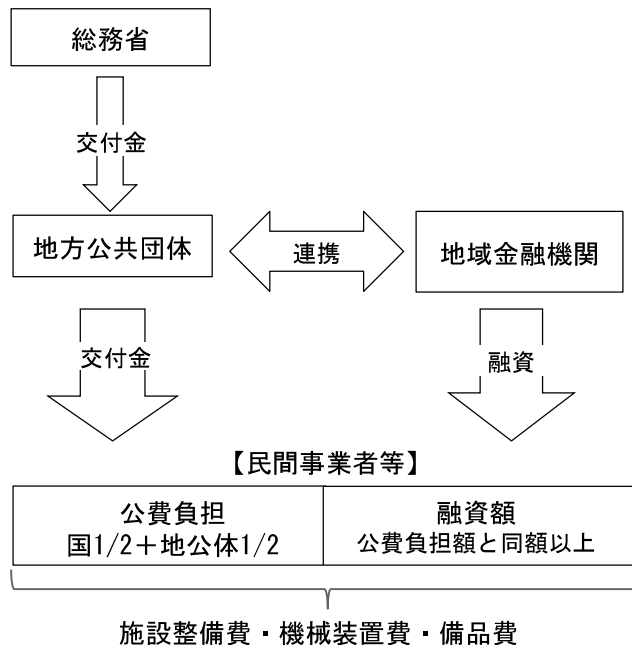 総務省
交付金
地方公共団体
連携
地域金融機関
交付金
融資
【民間事業者等】
公費負担
国1/2＋地公体1/2
融資額
公費負担額と同額以上
施設整備費・機械装置費・備品費